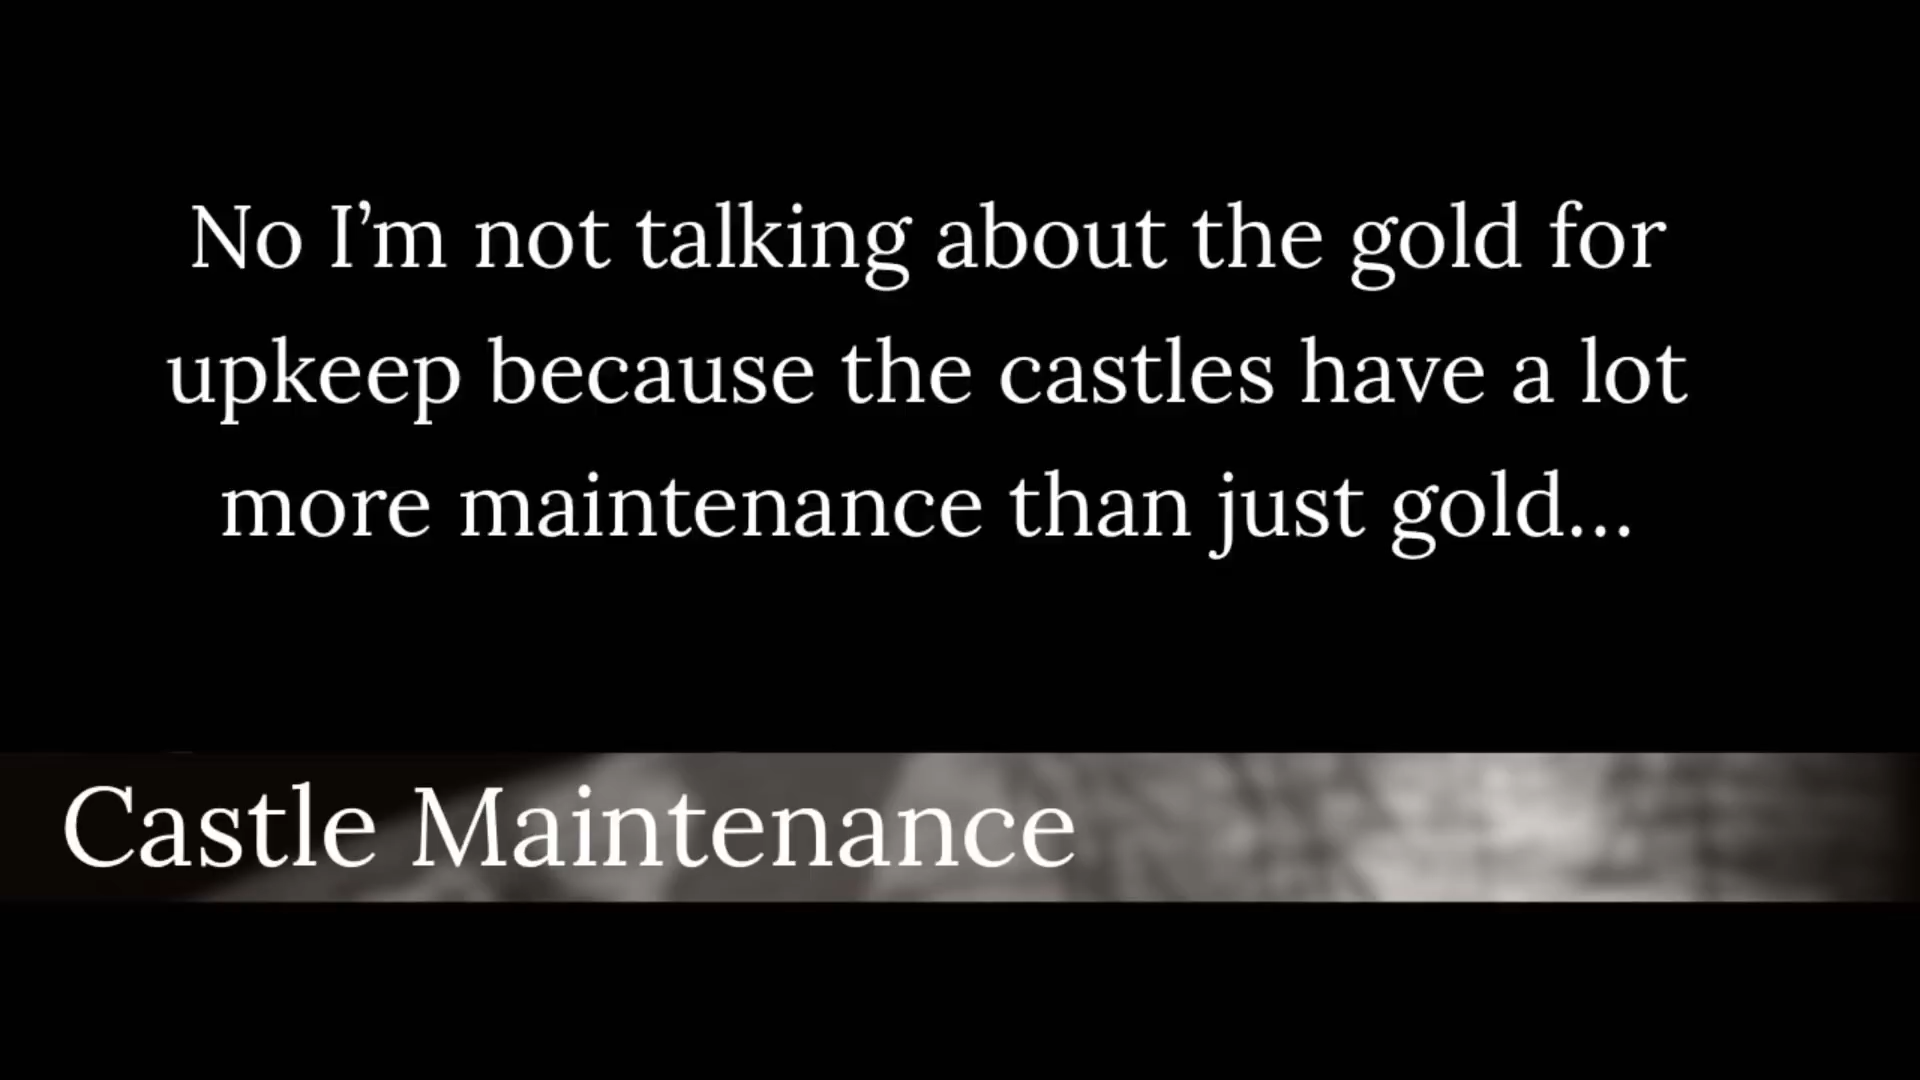 No I’m not talking about the gold for
upkeep because the castles have a lot
more maintenance than just gold...
Castle Maintenance